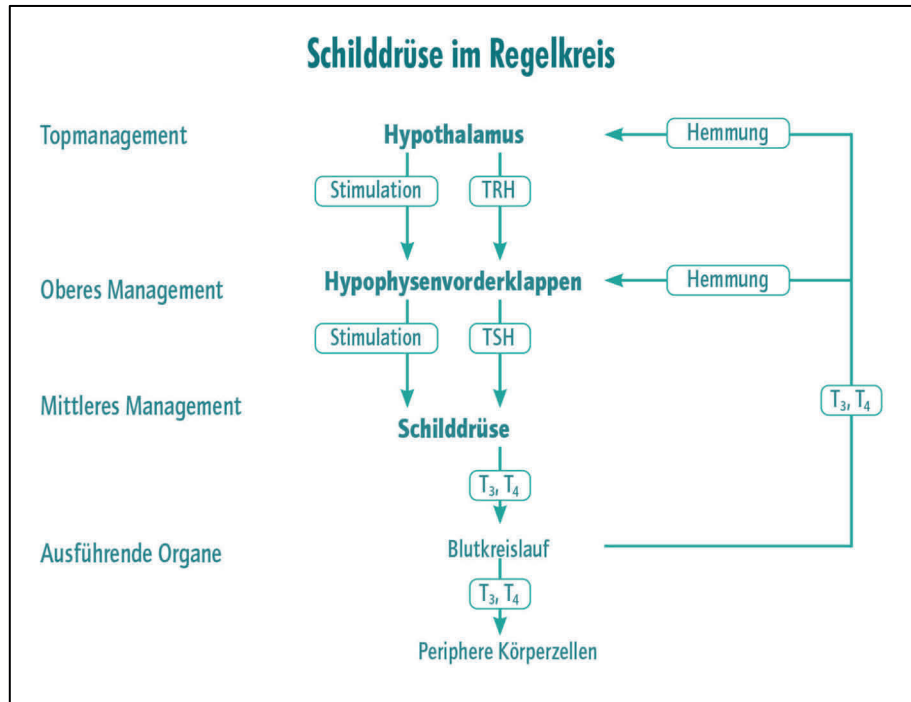 Schilddrüse im Regelkreis
Topmanagement
Hypothalamus
Hemmung
Stimulation
TRH
Oberes Management
Hypophysenvorderklappen
Hemmung
Stimulation
TSH
Mittleres Management
T₃, T₄
Schilddrüse
T₃, T₄
Ausführende Organe
Blutkreislauf
T₃, T₄
Periphere Körperzellen